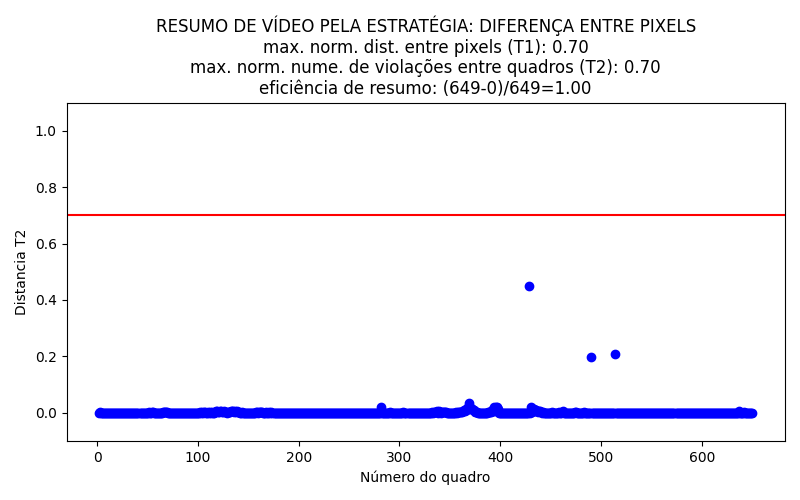 RESUMO DE VÍDEO PELA ESTRATÉGIA: DIFERENÇA ENTRE PIXELS
max. norm. dist. entre pixels (T1): 0.70
max. norm. nume. de violações entre quadros (T2): 0.70
eficiência de resumo: (649-0)/649=1.00
1.0
0.8
0.6
0.4
0.2
0.0
Distancia T2
0 100 200 300 400 500 600
Número do quadro